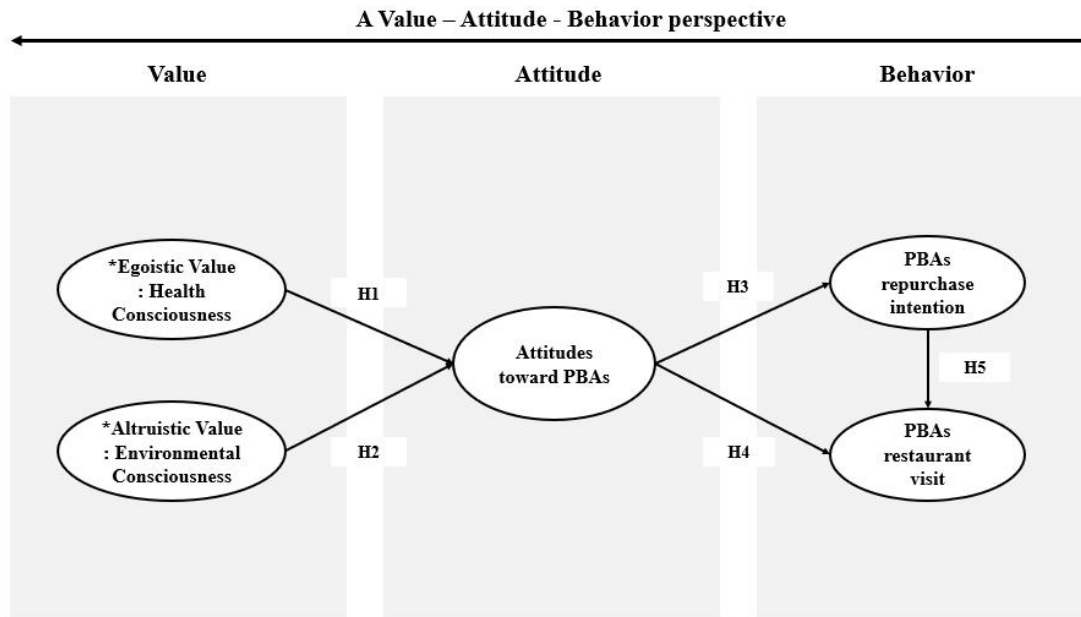 A Value – Attitude - Behavior perspective
Value
Attitude
Behavior
*Egoistic Value
: Health
Consciousness
H1
*Altruistic Value
: Environmental
Consciousness
H2
Attitudes
toward PBAs
H3
H4
PBAs
repurchase
intention
H5
PBAs
restaurant
visit